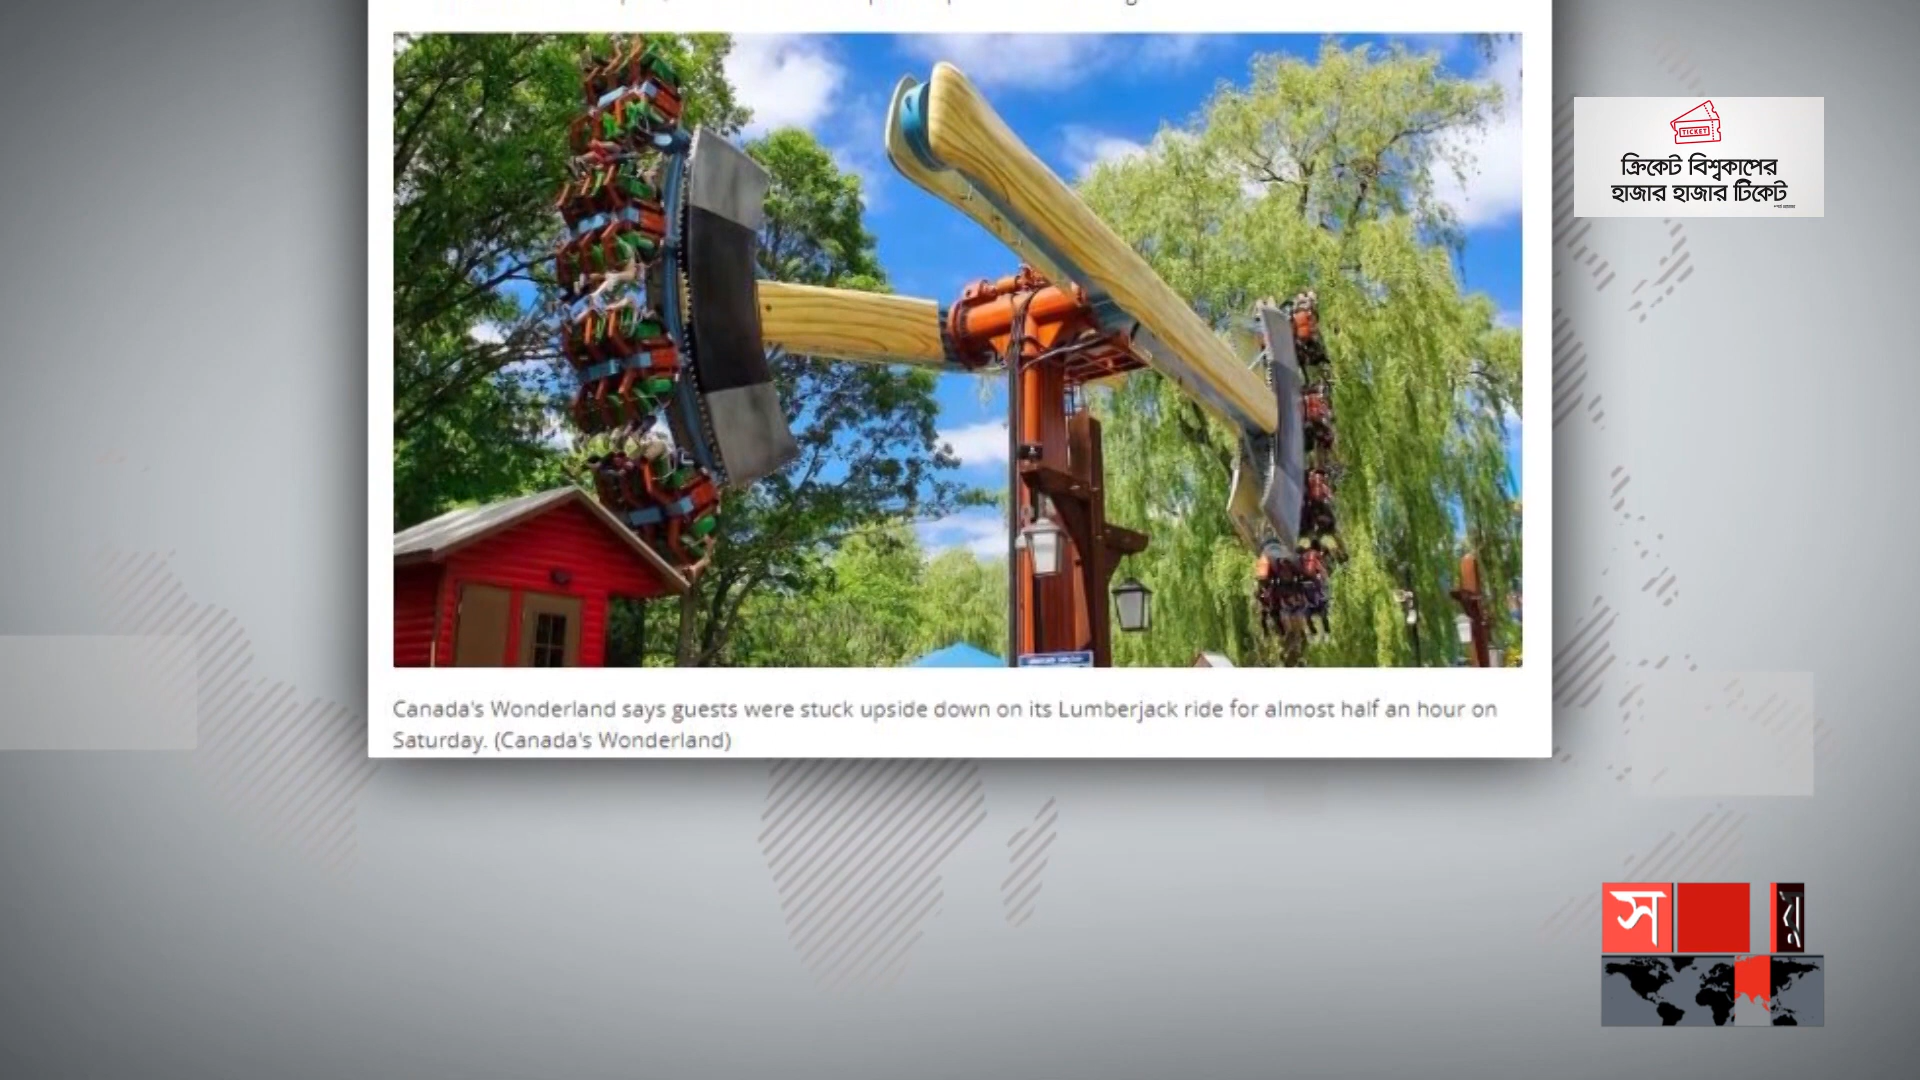 Canada's Wonderland says guests were stuck upside down on its Lumberjack ride for almost half an hour on
Saturday. (Canada's Wonderland)
TICKET
ক্রিকেট বিশ্বকাপের
হাজার হাজার টিকেট
স